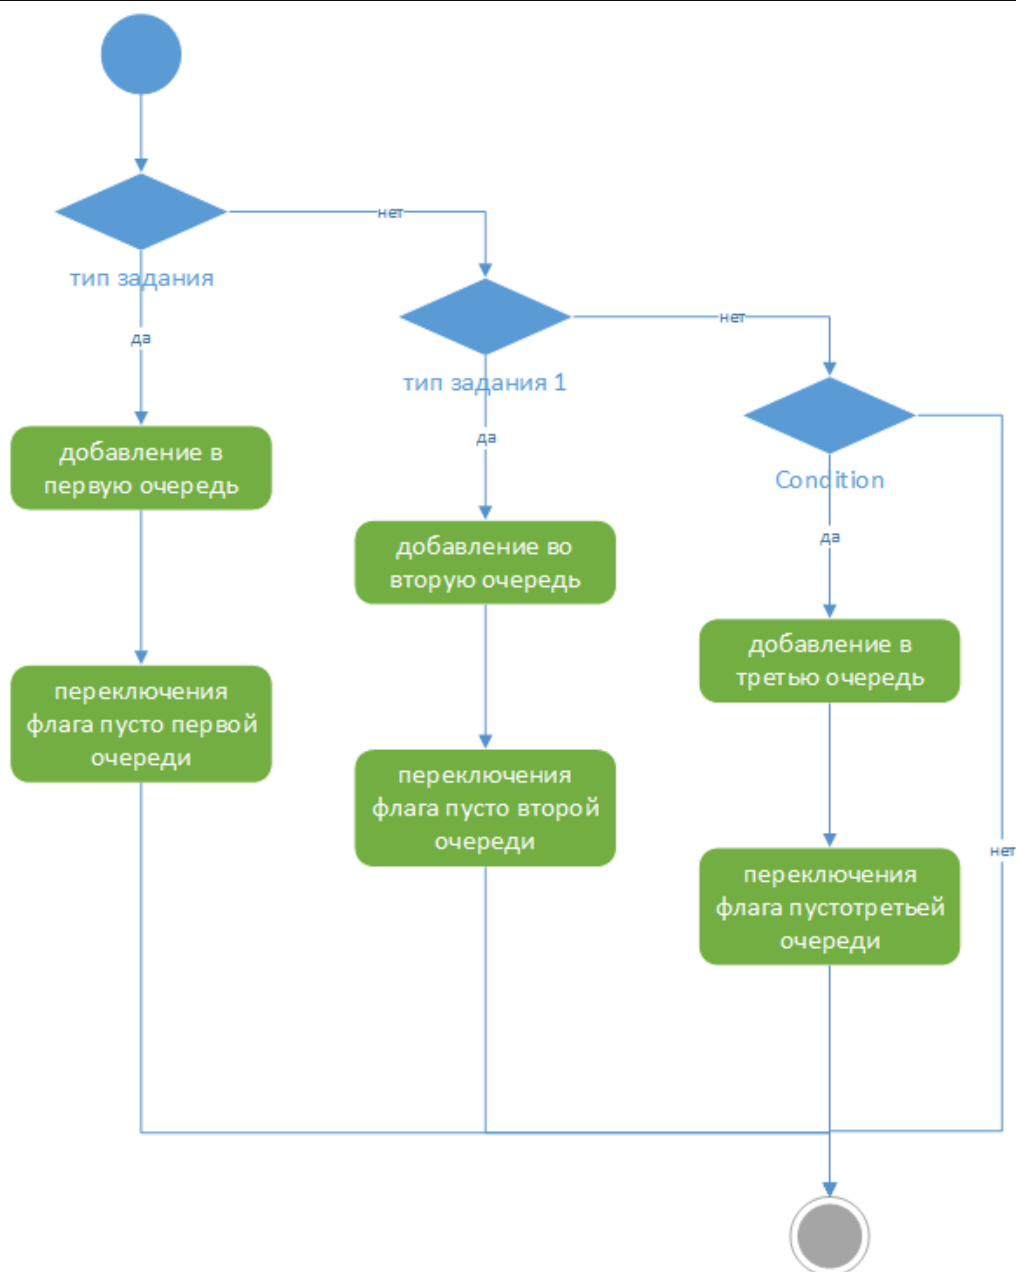 нет
тип задания
нет
да
тип задания 1
да
Condition
добавление в
первую очередь
да
добавление во
вторую очередь
добавление в
третью очередь
переключения
флага пусто первой
очереди
переключения
флага пусто второй
очереди
нет
переключения
флага пустотретьей
очереди